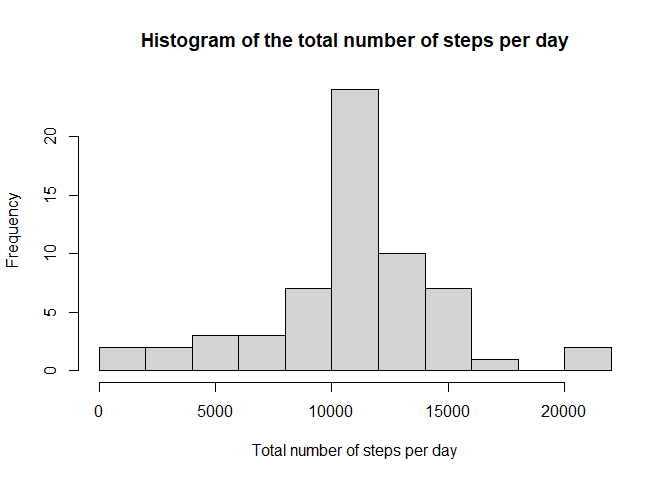 Histogram of the total number of steps per day
Frequency
20
15
10
5
0
0 5000 10000 15000 20000
Total number of steps per day